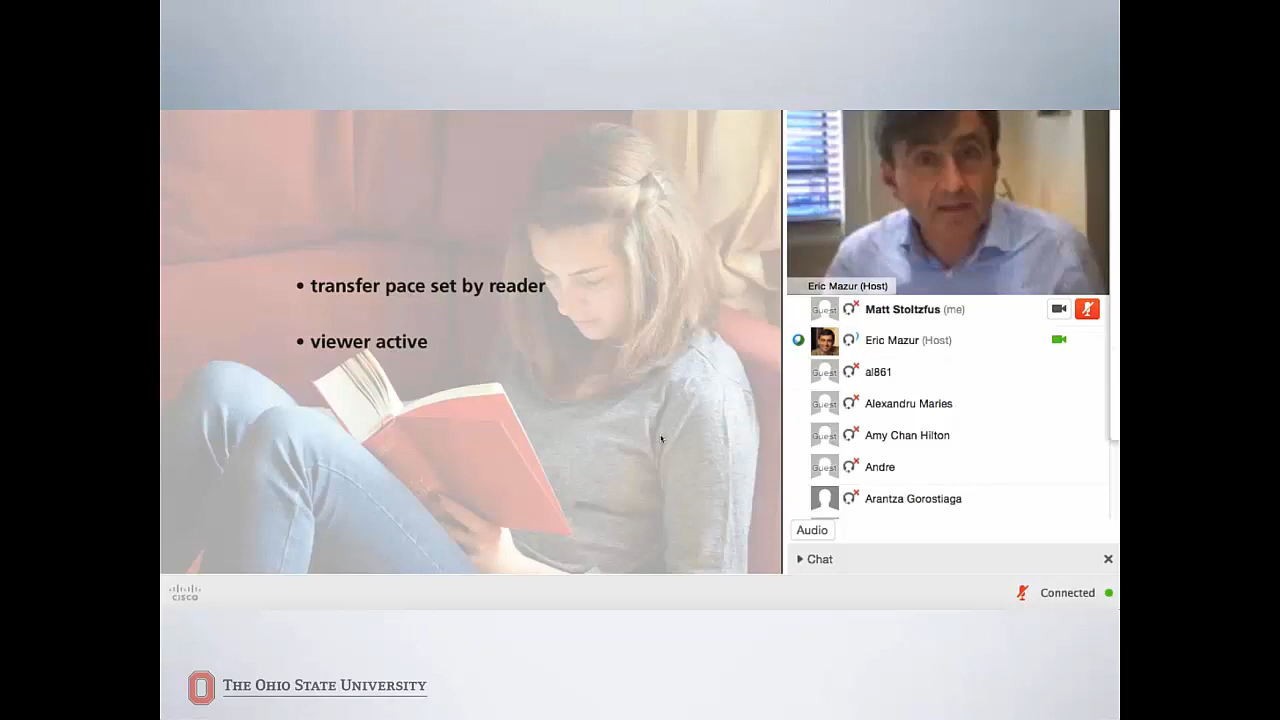 • transfer pace set by reader
• viewer active
Eric Mazur (Host)
Guest Matt Stoltzfus (me)
Eric Mazur (Host)
Guest al861
Guest Alexandru Maries
Guest Amy Chan Hilton
Guest Andre
Arantza Gorostiaga
Audio
Chat
CISCO
Connected
THE OHIO STATE UNIVERSITY